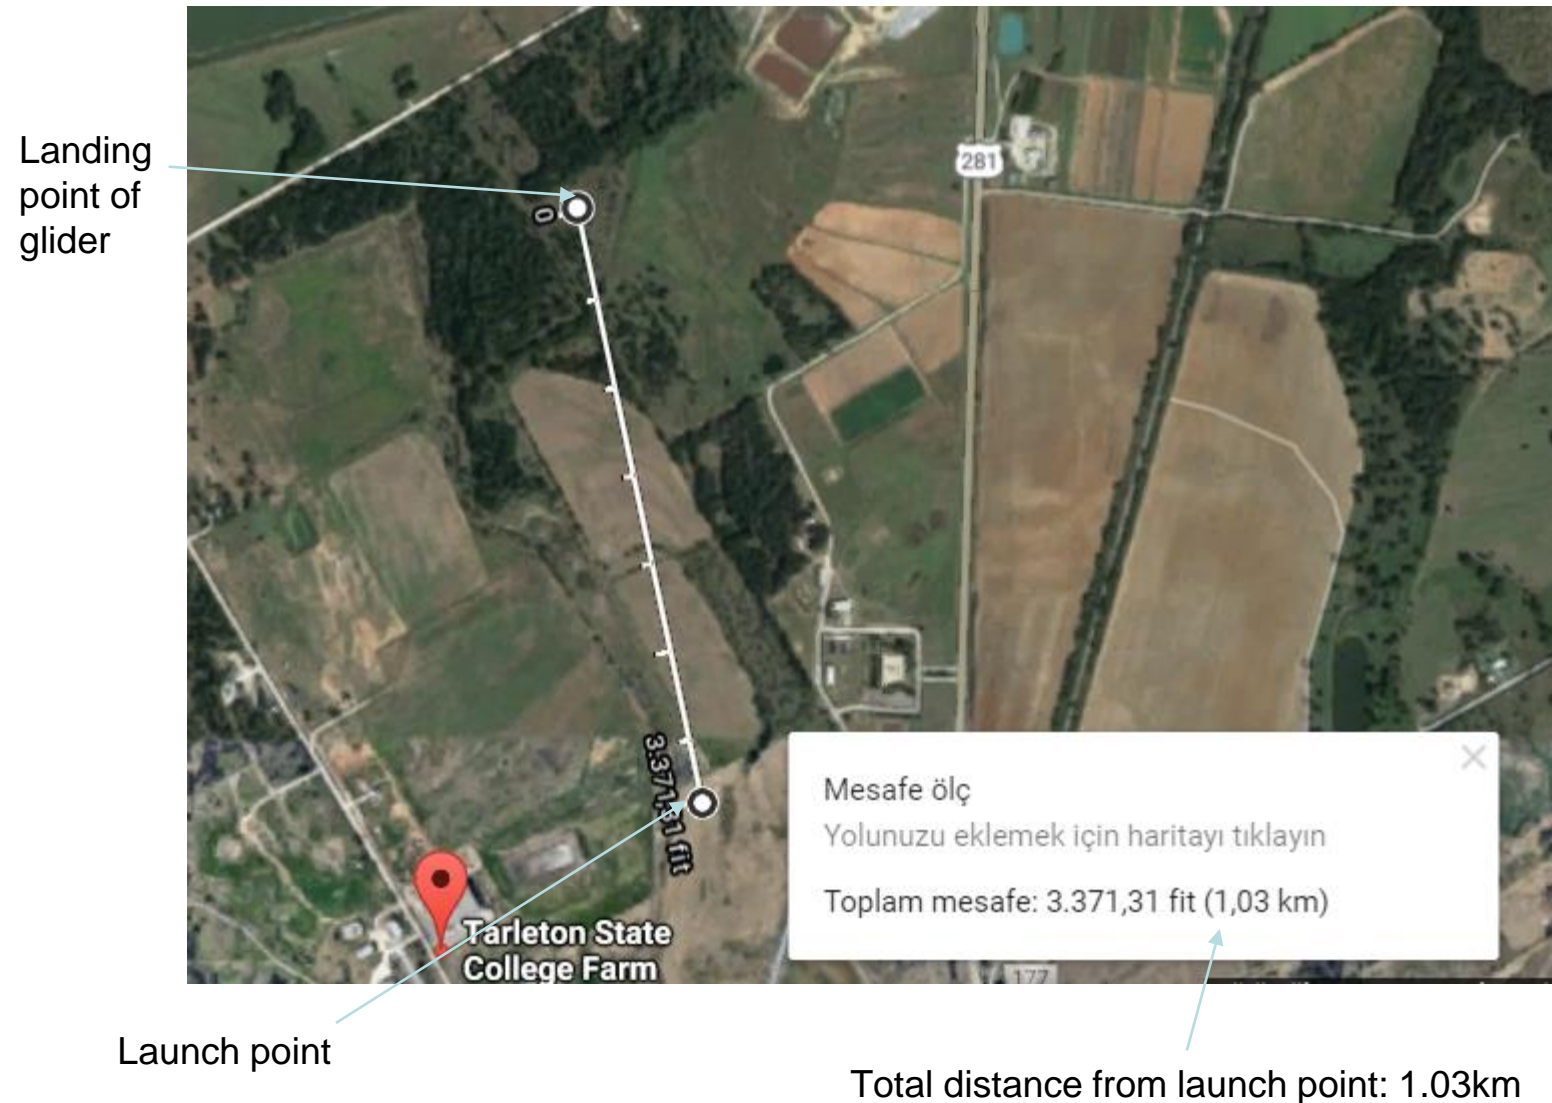 Landing
point of
glider
0
281
3.371,31 fit
Mesafe ölç
Yolunuzu eklemek için haritayı tıklayın
Toplam mesafe: 3.371,31 fit (1,03 km)
Tarleton State
College Farm
177
Launch point
Total distance from launch point: 1.03km